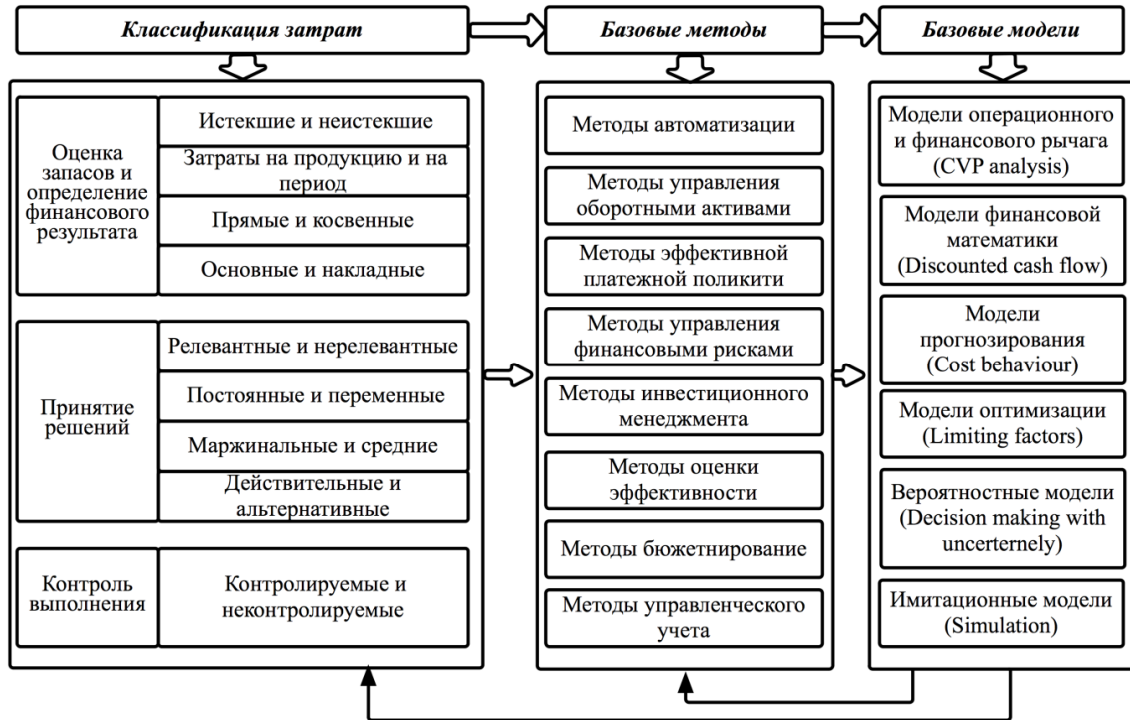 Классификация затрат
Базовые методы
Базовые модели
Оценка
запасов и
определение
финансового
результата
Истекшие и неистекшие
Затраты на продукцию и на
период
Прямые и косвенные
Основные и накладные
Принятие
решений
Релевантные и нерелевантные
Постоянные и переменные
Маржинальные и средние
Действительные и
альтернативные
Контроль
выполнения
Контролируемые и
неконтролируемые
Методы автоматизации
Методы управления
оборотными активами
Методы эффективной
платежной поликити
Методы управления
финансовыми рисками
Методы инвестиционного
менеджмента
Методы оценки
эффективности
Методы бюжетнирование
Методы управленческого
учета
Модели операционного
и финансового рычага
(CVP analysis)
Модели финансовой
математики
(Discounted cash flow)
Модели
прогнозирования
(Cost behaviour)
Модели оптимизации
(Limiting factors)
Вероятностные модели
(Decision making with
uncerternely)
Имитационные модели
(Simulation)